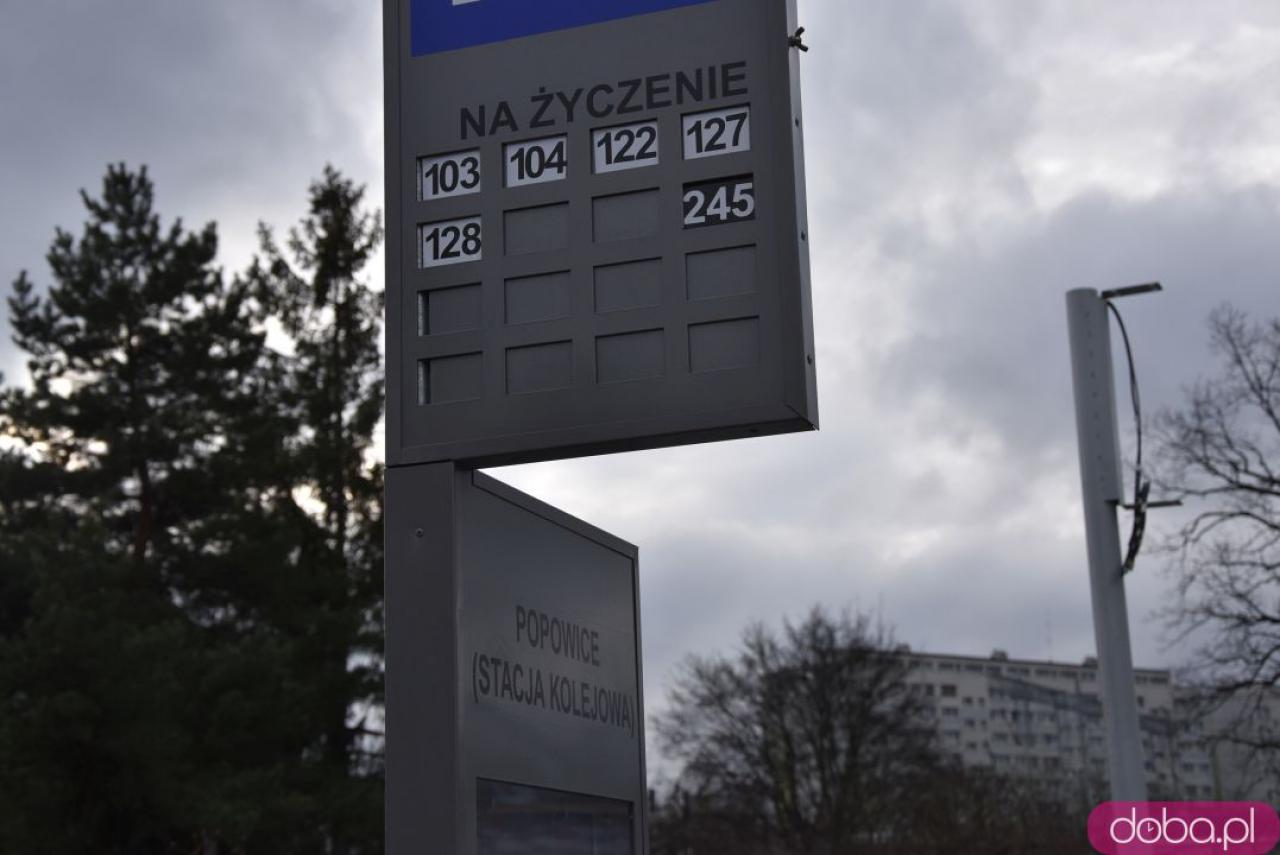 NA ŻYCZENIE
103 104 122 127
128 245
POPOWICE
(STACJA KOLEJOWA)
doba.pl